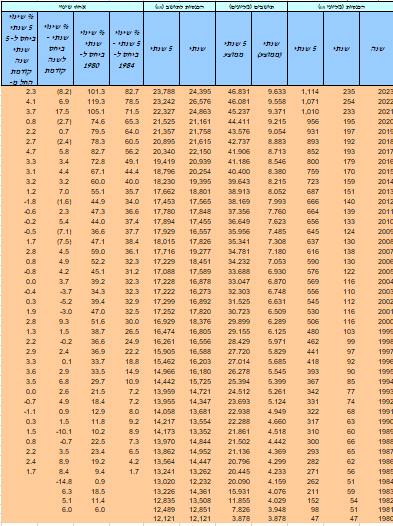 הכנסות (מיליוני ₪) תושבים (מיליונים) הכנסות לתושב (₪) אחוז שינוי
שנה שנתי 5 שנתי שנתי (ממוצע) 5 שנתי ממוצע שנתי 5 שנתי % שינוי 5 שנתי ביחס ל- 1984 % שינוי שנתי ביחס ל- 1980 % שינוי שנתי - ביחס לשנה קודמת % שינוי 5 שנתי ביחס ל-5 שנתי שנה קודמת
2023 235 1,114 9.633 46.831 24,395 23,788 82.7 101.3 (8.2) 2.3
2022 254 1,071 9.558 46.091 26,576 23,242 78.5 119.3 6.9 4.1
2021 233 1,010 9.371 45.237 24,863 22,327 71.5 105.1 17.5 3.7
2020 195 956 9.215 44.411 21,161 21,525 65.3 74.6 (2.7) 0.8
2019 197 931 9.054 43.576 21,758 21,357 64.0 79.5 0.7 2.2
2018 192 893 8.883 42.737 21,615 20,895 60.5 78.3 (2.4) 2.7
2017 193 852 8.713 41.906 22,150 20,340 56.2 82.7 5.8 4.7
2016 179 800 8.546 41.186 20,939 19,419 49.1 72.8 3.4 3.3
2015 170 759 8.380 40.400 20,254 18,796 44.4 67.1 4.4 3.1
2014 159 723 8.215 39.643 19,400 18,230 40.0 60.0 3.2 3.2
2013 151 687 8.052 38.913 18,801 17,662 35.7 55.1 7.0 1.2
2012 140 666 7.993 38.169 17,565 17,453 34.0 44.9 (1.6) -1.8
2011 139 664 7.760 37.356 17,848 17,780 36.6 47.3 2.3 -0.6
2010 133 656 7.623 36.649 17,455 17,894 37.4 44.0 5.4 -0.2
2009 124 645 7.485 35.956 16,557 17,929 37.7 36.6 (7.1) -0.5
2008 130 637 7.308 35.341 17,826 18,015 38.4 47.1 (7.5) 1.7
2007 138 616 7.180 34.781 19,277 17,716 36.1 59.0 4.5 2.8
2006 130 590 7.053 34.232 18,451 17,259 32.3 52.2 4.9 0.8
2005 122 576 6.930 33.688 17,589 17,088 31.2 45.1 4.2 -0.8
2004 116 569 6.870 33.047 16,878 17,228 32.3 39.2 3.7 0.0
2003 110 556 6.748 32.303 16,273 17,222 32.3 34.3 -3.7 -0.4
2002 112 545 6.631 31.525 16,892 17,299 32.9 39.4 -5.2 -0.3
2001 116 530 6.509 30.723 17,820 17,252 32.5 47.0 -3.0 1.9
2000 116 506 6.289 29.899 18,376 16,929 30.0 51.6 9.3 2.8
1999 103 480 6.125 29.155 16,805 16,474 26.5 38.7 1.5 1.3
1998 99 462 5.971 28.429 16,556 16,261 24.9 36.6 -0.2 2.2
1997 97 441 5.829 27.720 16,588 15,905 22.2 36.9 2.4 2.9
1996 92 418 5.685 27.014 16,203 15,462 18.8 33.7 0.1 3.3
1995 90 393 5.545 26.278 16,180 14,966 14.9 33.5 2.9 3.6
1994 85 367 5.399 25.394 15,725 14,442 10.9 29.7 6.8 3.5
1993 77 342 5.261 24.512 14,721 13,959 7.2 21.5 2.6 0.0
1992 74 331 5.124 23.693 14,347 13,955 7.2 18.4 4.9 -0.7
1991 68 322 4.949 22.938 13,681 14,058 8.0 12.9 0.9 -1.1
1990 63 317 4.660 22.288 13,554 14,217 9.2 11.8 1.5 0.3
1989 60 310 4.518 21.861 13,352 14,173 8.9 10.2 -10.1 1.5
1988 66 300 4.442 21.502 14,844 13,970 7.3 22.5 -0.7 0.8
1987 65 293 4.369 21.136 14,952 13,862 6.5 23.4 3.5 2.2
1986 62 282 4.299 20.796 14,447 13,564 4.2 19.2 8.9 2.4
1985 56 271 4.233 20.445 13,262 13,241 1.7 9.4 8.4 1.7
1984 51 262 20.090 12,232 13,020 0.9 -14.8
1983 59 211 4.076 15.931 14,361 13,226 18.5 6.3
1982 54 152 4.029 11.855 13,508 12,835 11.4 5.1
1981 51 98 3.948 7.826 12,851 12,489 6.0 6.0
1980 47 47 3.878 3.878 12,121 12,121